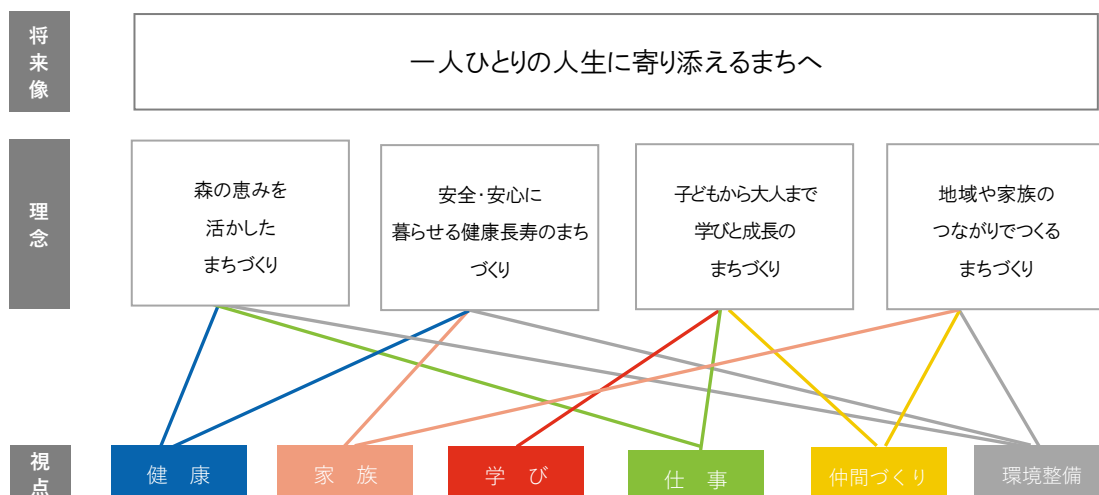 将来像
一人ひとりの人生に寄り添えるまちへ
理念
森の恵みを
活かした
まちづくり
安全・安心に
暮らせる健康長寿のまち
づくり
子どもから大人まで
学びと成長の
まちづくり
地域や家族の
つながりでつくる
まちづくり
視点
健 康
家 族
学 び
仕 事
仲間づくり
環境整備